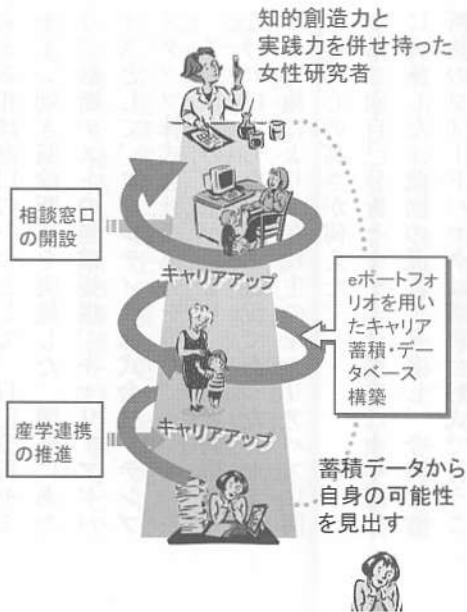 知的創造力と
実践力を併せ持った
女性研究者
相談窓口
の開設
キャリアアップ
eポートフォ
リオを用い
たキャリア
蓄積・デー
タベース
構築
産学連携
の推進
キャリアアップ
蓄積データから
自身の可能性
を見出す